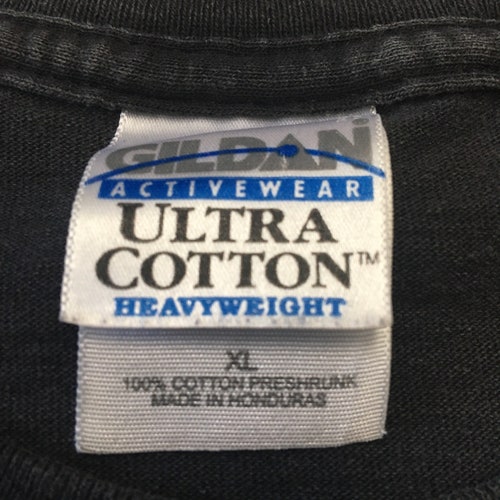 GILDAN
ACTIVEWEAR
ULTRA
COTTON™
HEAVYWEIGHT
XL
100% COTTON PRESHRUNK
MADE IN HONDURAS